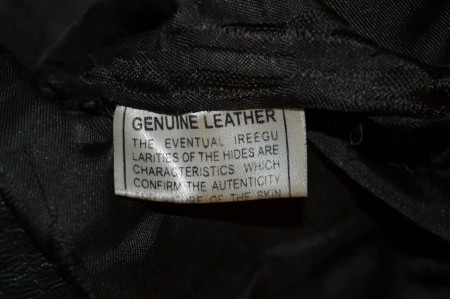 GENUINE LEATHER
THE EVENTUAL IREEGU
LARITIES OF THE HIDES ARE
CHARACTERISTICS WHICH
CONFIRM THE AUTENTICITY
OF THE SKIN